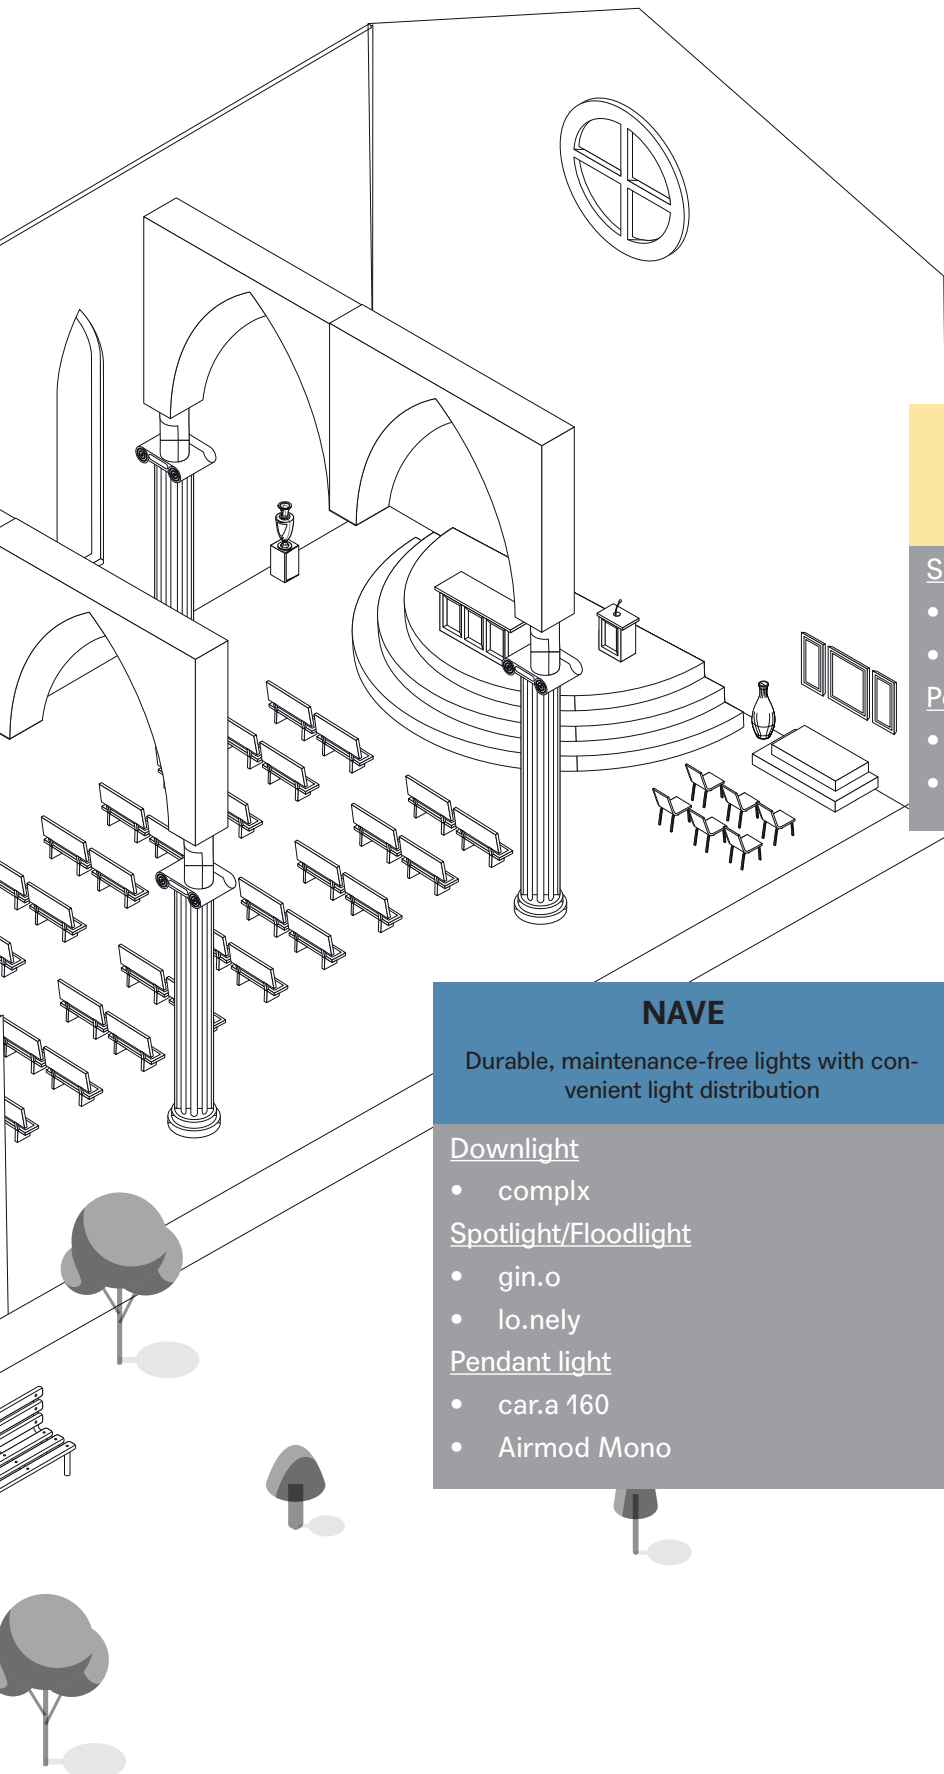 NAVE
Durable, maintenance-free lights with con-
venient light distribution
Downlight
• complx
Spotlight/Floodlight
• gin.o
• lo.nely
Pendant light
• car.a 160
• Airmod Mono